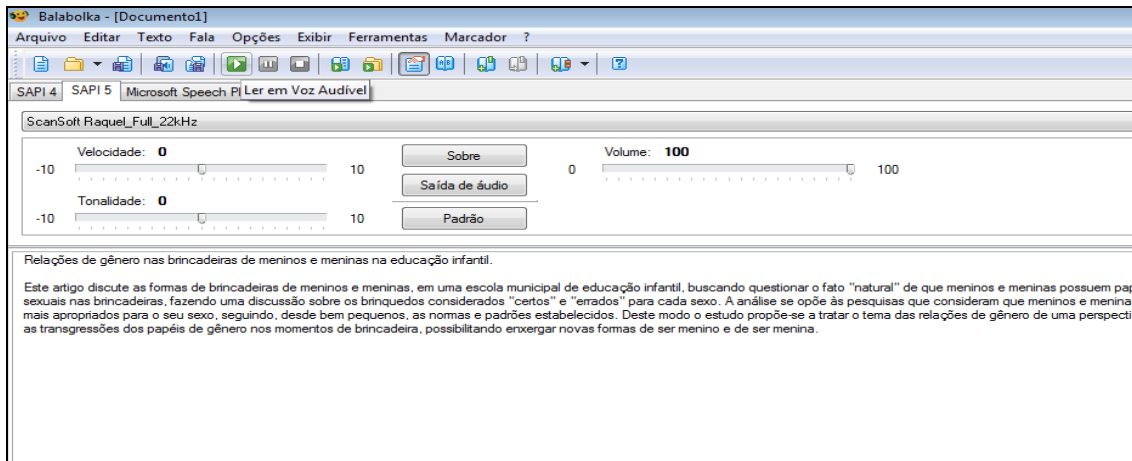 Balabolka - [Documento1]
Arquivo Editar Texto Fala Opções Exibir Ferramentas Marcador ?
SAPI 4 SAPI 5 Microsoft Speech Pl Ler em Voz Audível
ScanSoft Raquel_Full_22kHz
Velocidade: 0 Sobre Volume: 100
-10 10 0 100
Saída de áudio
Tonalidade: 0
-10 10 Padrão
Relações de gênero nas brincadeiras de meninos e meninas na educação infantil.
Este artigo discute as formas de brincadeiras de meninos e meninas, em uma escola municipal de educação infantil, buscando questionar o fato "natural" de que meninos e meninas possuem pap
sexuais nas brincadeiras, fazendo uma discussão sobre os brinquedos considerados "certos" e "errados" para cada sexo. A análise se opõe às pesquisas que consideram que meninos e menina
mais apropriados para o seu sexo, seguindo, desde bem pequenos, as normas e padrões estabelecidos. Deste modo o estudo propõe-se a tratar o tema das relações de gênero de uma perspecti
as transgressões dos papéis de gênero nos momentos de brincadeira, possibilitando enxergar novas formas de ser menino e de ser menina.